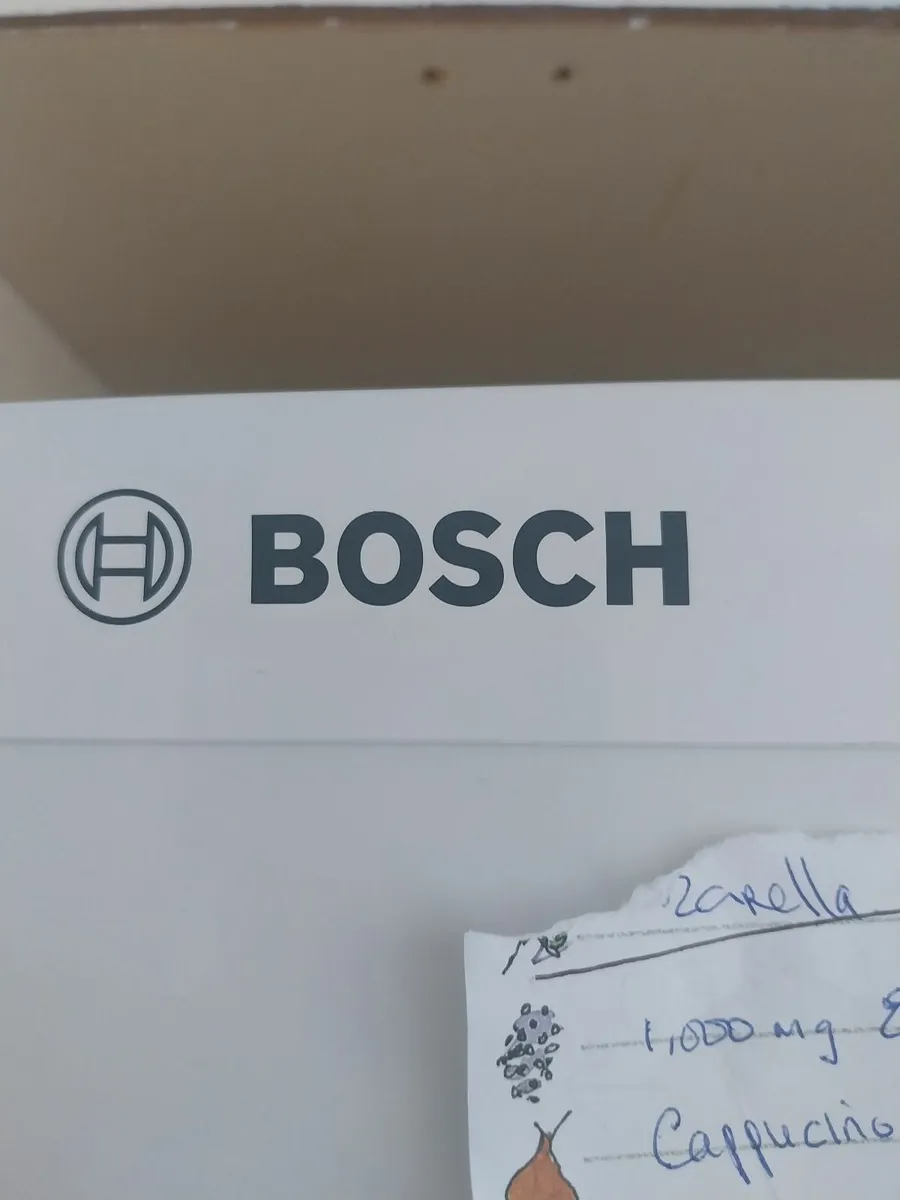 BOSCH
zarella
1,000 mg
Cappucino